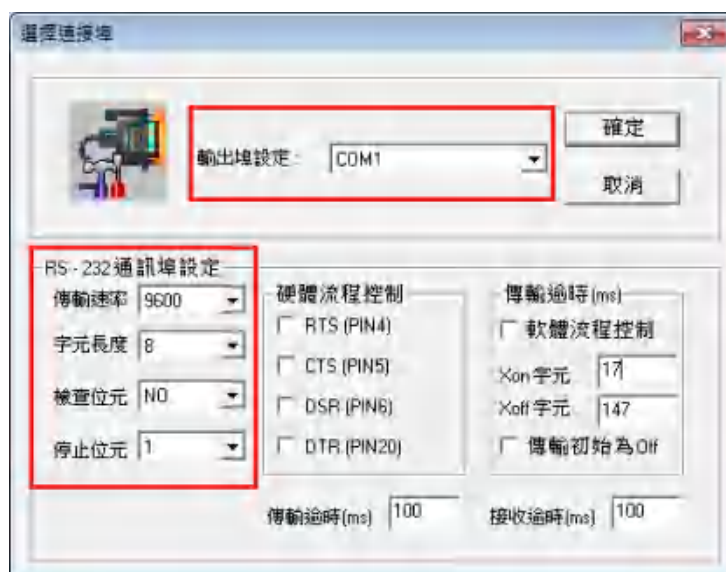 選擇連接埠
輸出埠設定: COM1
確定
取消
RS-232通訊埠設定
傳輸速率 9600
字元長度 8
檢查位元 NO
停止位元 1
硬體流程控制
RTS (PIN4)
CTS (PIN5)
DSR (PIN6)
DTR (PIN20)
傳輸逾時(ms)
軟體流程控制
Xon字元 17
Xoff字元 147
傳輸初始為Off
傳輸逾時(ms) 100
接收逾時(ms) 100